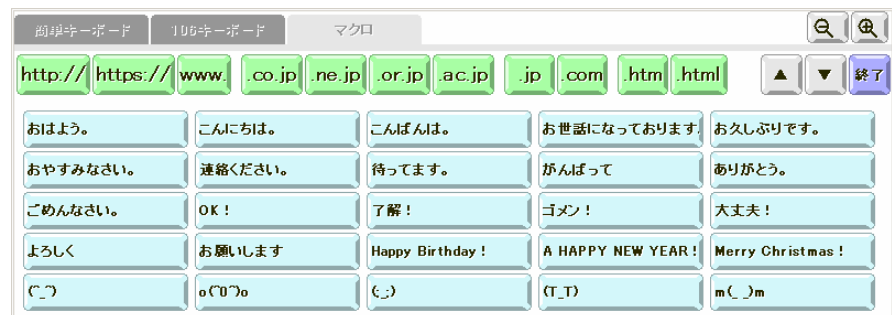 簡単キーボード 106キーボード マクロ
http:// https:// www. .co.jp .ne.jp .or.jp .ac.jp .jp .com .htm .html ▲ ▼ 終了
おはよう。 こんにちは。 こんばんは。 お世話になっております。 お久しぶりです。
おやすみなさい。 連絡ください。 待ってます。 がんばって ありがとう。
ごめんなさい。 OK! 了解! ゴメン! 大丈夫!
よろしく お願いします Happy Birthday! A HAPPY NEW YEAR! Merry Christmas!
(^_^) o(^0^)o (;_;) (T_T) m(_ _)m